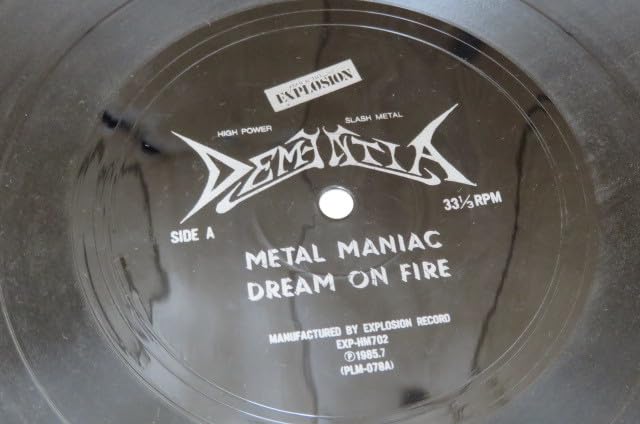 EXPLOSION
HIGH POWER SLASH METAL
DEMENTIA
SIDE A
33⅓RPM
METAL MANIAC
DREAM ON FIRE
MANUFACTURED BY EXPLOSION RECORD
EXP-HM702
Ⓟ1985.7
(PLM-078A)